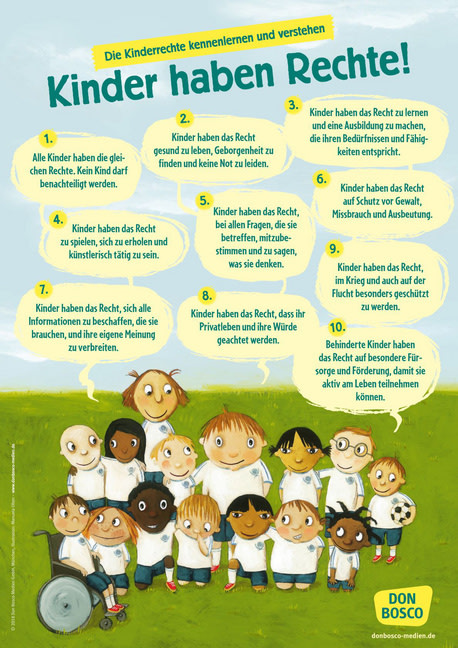 Die Kinderrechte kennenlernen und verstehen
Kinder haben Rechte!
1.
Alle Kinder haben die glei-
chen Rechte. Kein Kind darf
benachteiligt werden.
2.
Kinder haben das Recht
gesund zu leben, Geborgenheit zu
finden und keine Not zu leiden.
3.
Kinder haben das Recht zu lernen
und eine Ausbildung zu machen,
die ihren Bedürfnissen und Fähig-
keiten entspricht.
4.
Kinder haben das Recht
zu spielen, sich zu erholen und
künstlerisch tätig zu sein.
5.
Kinder haben das Recht,
bei allen Fragen, die sie
betreffen, mitzube-
stimmen und zu sagen,
was sie denken.
6.
Kinder haben das Recht
auf Schutz vor Gewalt,
Missbrauch und Ausbeutung.
7.
Kinder haben das Recht, sich alle
Informationen zu beschaffen, die sie
brauchen, und ihre eigene Meinung
zu verbreiten.
8.
Kinder haben das Recht, dass ihr
Privatleben und ihre Würde
geachtet werden.
9.
Kinder haben das Recht,
im Krieg und auch auf der
Flucht besonders geschützt
zu werden.
10.
Behinderte Kinder haben
das Recht auf besondere Für-
sorge und Förderung, damit sie
aktiv am Leben teilnehmen
können.
DON
BOSCO
donbosco-medien.de